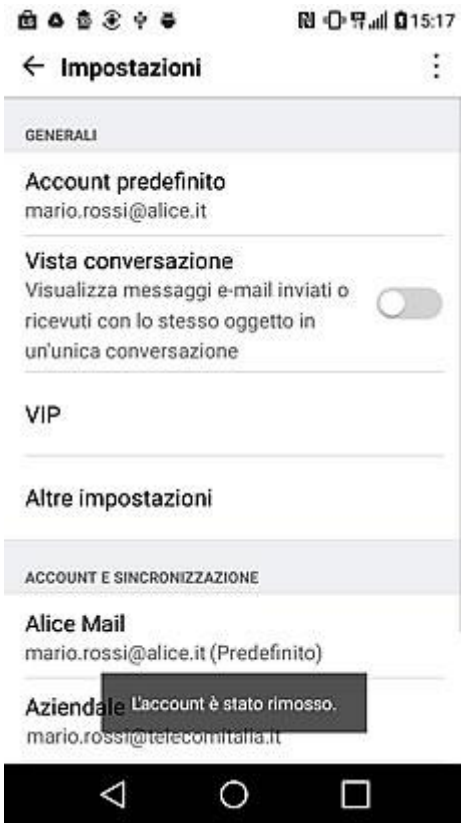 15:17
Impostazioni
GENERALI
Account predefinito
mario.rossi@alice.it
Vista conversazione
Visualizza messaggi e-mail inviati o
ricevuti con lo stesso oggetto in
un'unica conversazione
VIP
Altre impostazioni
ACCOUNT E SINCRONIZZAZIONE
Alice Mail
mario.rossi@alice.it (Predefinito)
Aziendale
L'account è stato rimosso.
mario.rossi@telecomitalia.it